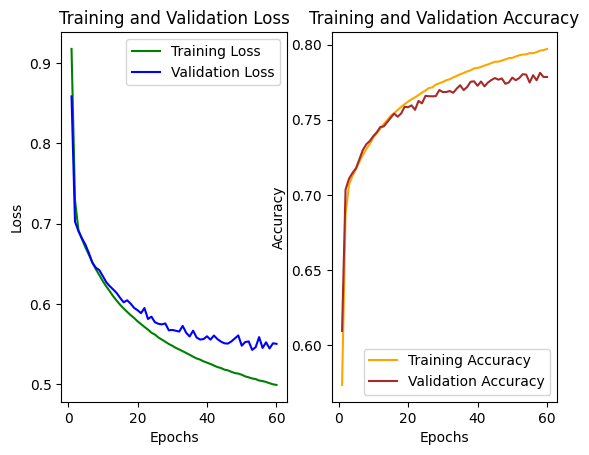 Training and Validation Loss
Training Loss
Validation Loss
0.9
0.8
0.7
0.6
0.5
Loss
0
20
40
60
Epochs
Training and Validation Accuracy
0.80
0.75
0.70
0.65
0.60
Accuracy
Training Accuracy
Validation Accuracy
0
20
40
60
Epochs